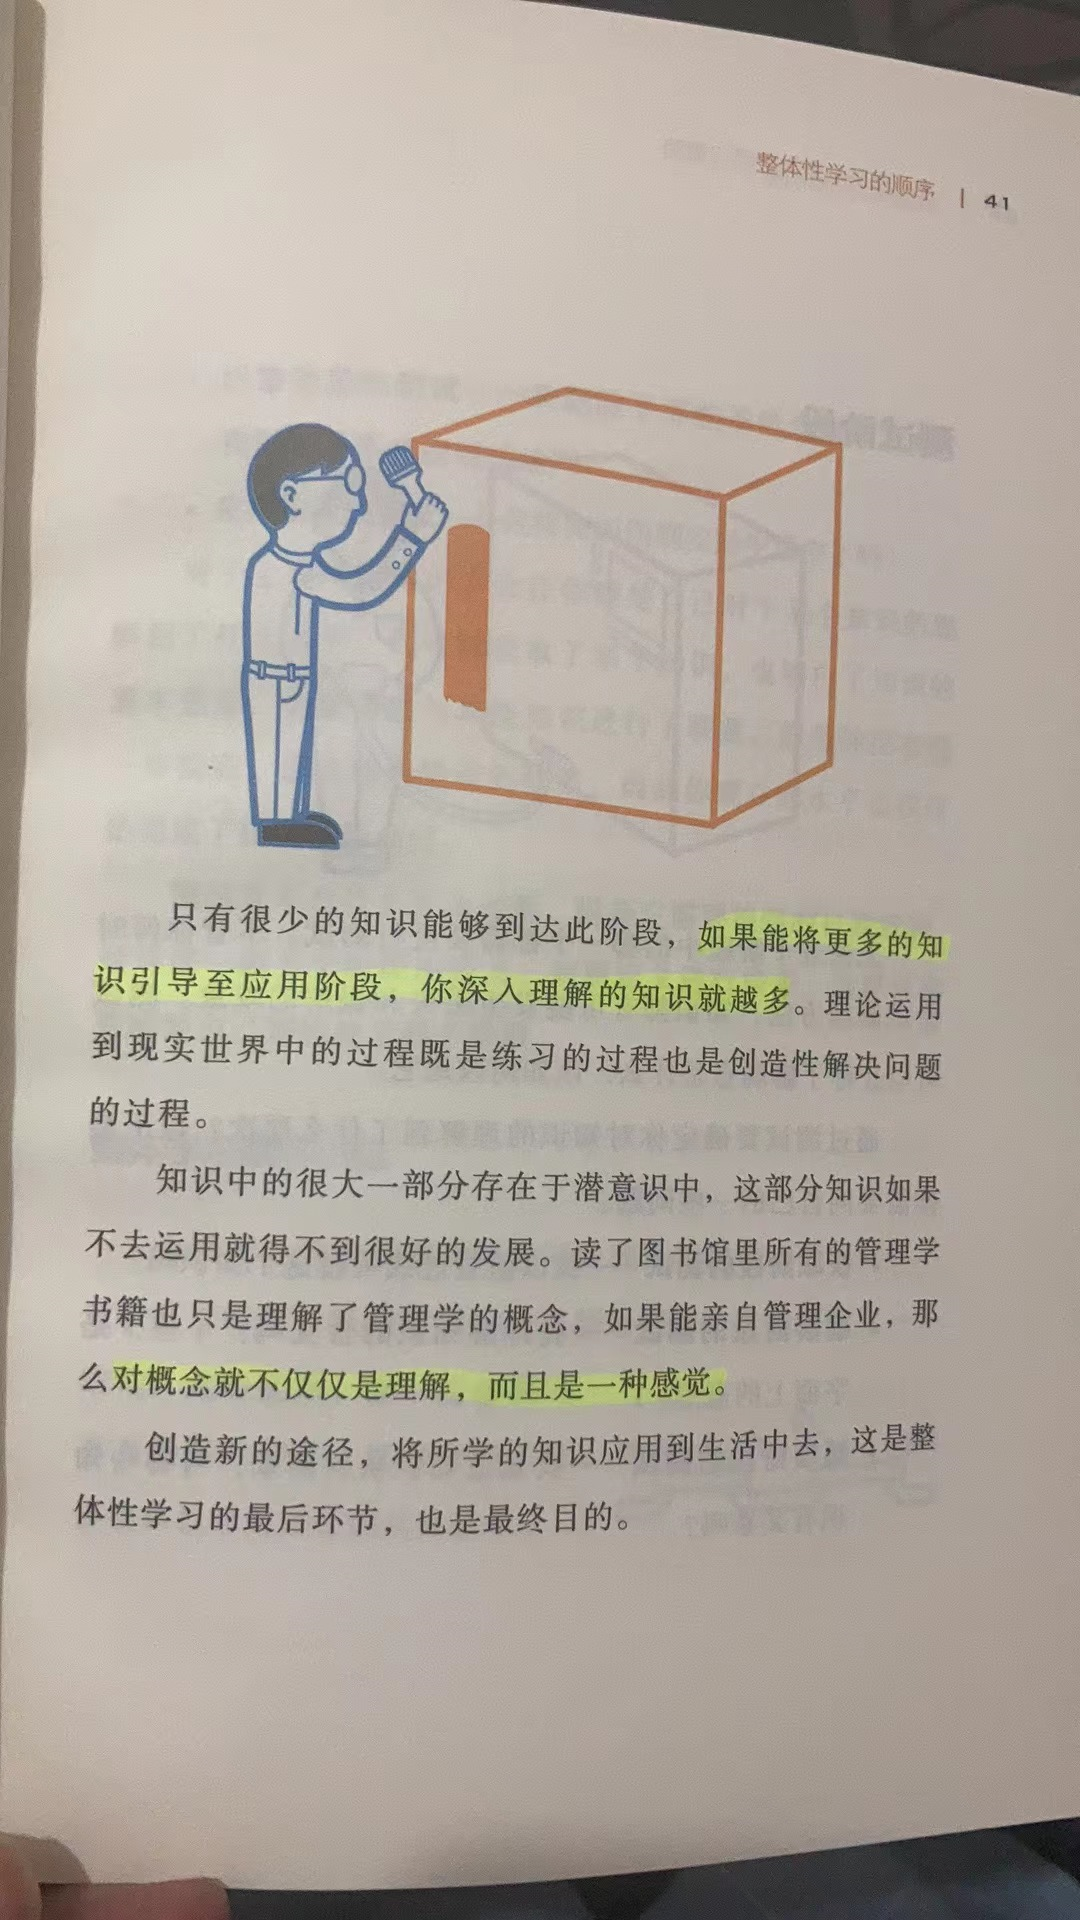 整体性学习的顺序 | 41
只有很少的知识能够到达此阶段，如果能将更多的知
识引导至应用阶段，你深入理解的知识就越多。理论运用
到现实世界中的过程既是练习的过程也是创造性解决问题
的过程。
知识中的很大一部分存在于潜意识中，这部分知识如果
不去运用就得不到很好的发展。读了图书馆里所有的管理学
书籍也只是理解了管理学的概念，如果能亲自管理企业，那
么对概念就不仅仅是理解，而且是一种感觉。
创造新的途径，将所学的知识应用到生活中去，这是整
体性学习的最后环节，也是最终目的。